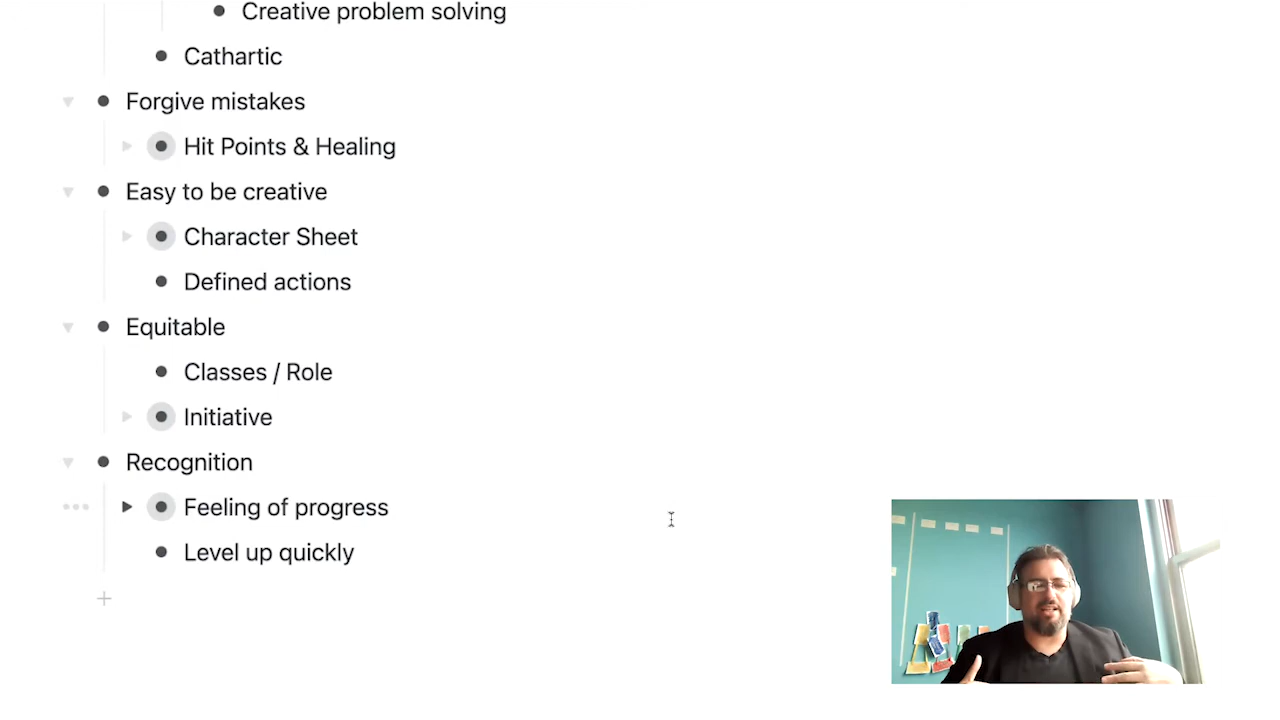 Creative problem solving
Cathartic
Forgive mistakes
Hit Points & Healing
Easy to be creative
Character Sheet
Defined actions
Equitable
Classes / Role
Initiative
Recognition
Feeling of progress
Level up quickly